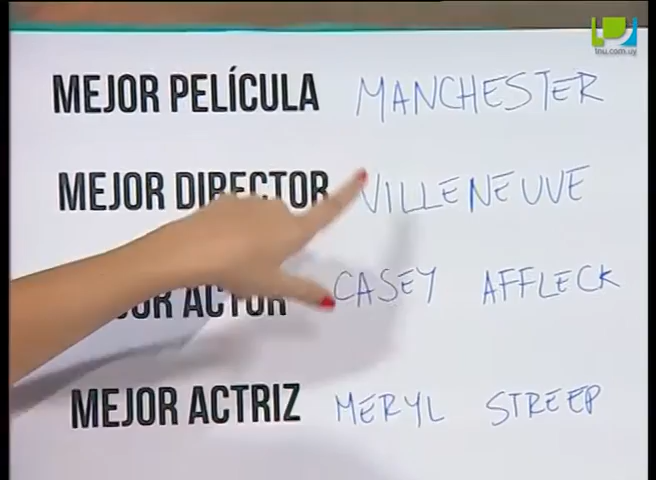 tnu.com.uy
MEJOR PELÍCULA MANCHESTER
MEJOR DIRECTOR VILLENEUVE
ACTOR CASEY AFFLECK
MEJOR ACTRIZ MERYL STREEP